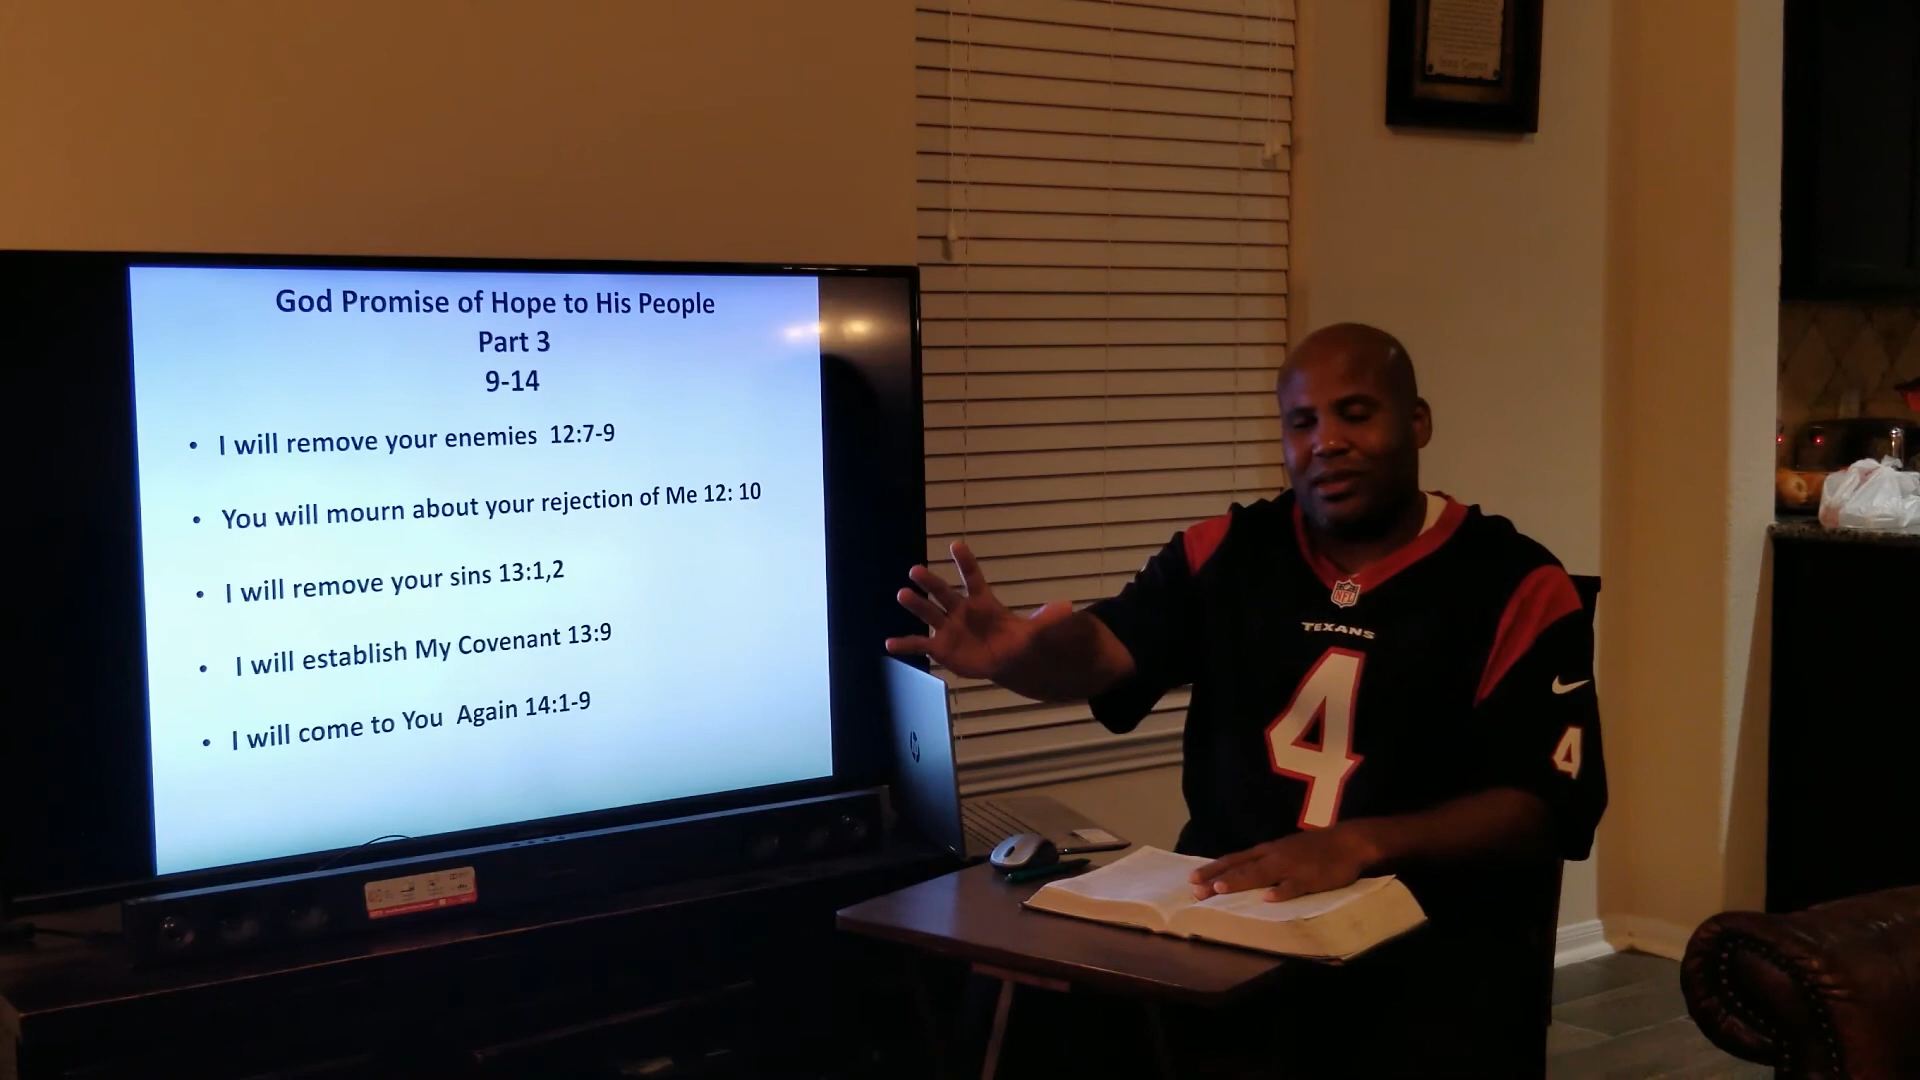 God Promise of Hope to His People
Part 3
9-14
• I will remove your enemies 12:7-9
• You will mourn about your rejection of Me 12: 10
• I will remove your sins 13:1,2
• I will establish My Covenant 13:9
• I will come to You Again 14:1-9
hp
NFL
TEXANS
4
4